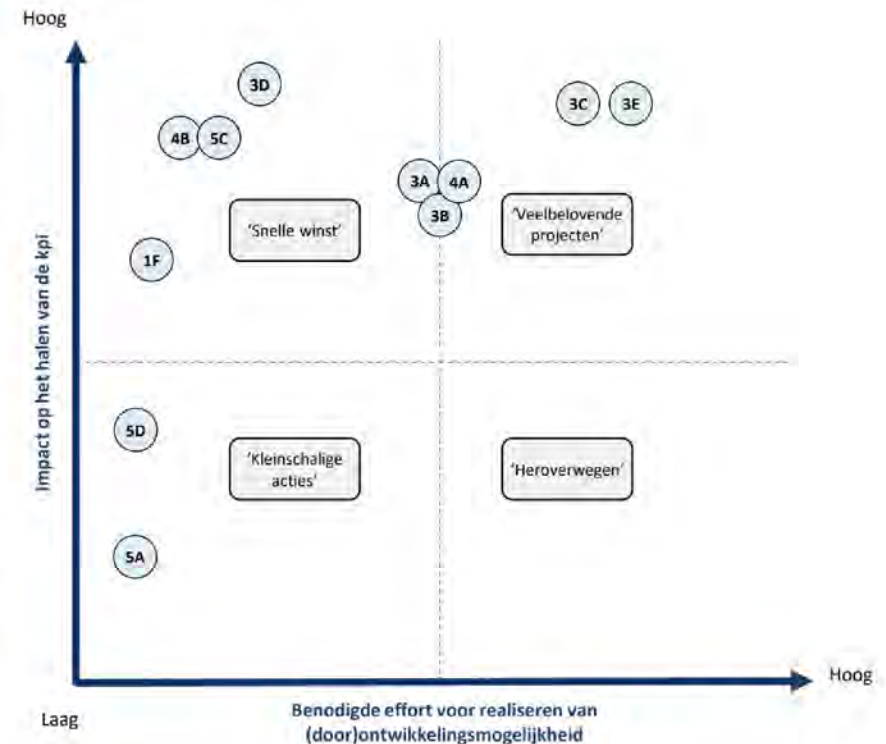 Hoog
3D
3C
3E
4B
5C
3A
4A
3B
'Snelle winst'
'Veelbelovende
projecten'
1F
Impact op het halen van de kpi
5D
'Kleinschalige
acties'
'Heroverwegen'
5A
Hoog
Laag
Benodigde effort voor realiseren van
(door)ontwikkelingsmogelijkheid